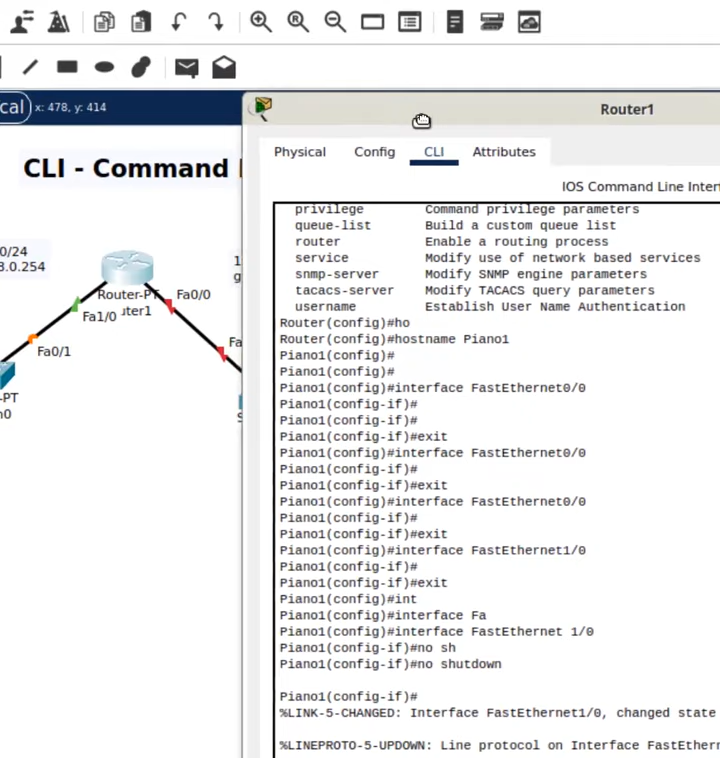 cal x: 478, y: 414
Router1
Physical Config CLI Attributes
CLI - Command
IOS Command Line Inter
0/24
3.0.254
Router-PT
uter1
Fa0/0
Fa1/0
Fa0/1
Fa
-PT
n0
1
g
S
privilege Command privilege parameters
queue-list Build a custom queue list
router Enable a routing process
service Modify use of network based services
snmp-server Modify SNMP engine parameters
tacacs-server Modify TACACS query parameters
username Establish User Name Authentication
Router(config)#ho
Router(config)#hostname Piano1
Piano1(config)#
Piano1(config)#
Piano1(config)#interface FastEthernet0/0
Piano1(config-if)#
Piano1(config-if)#
Piano1(config-if)#exit
Piano1(config)#interface FastEthernet0/0
Piano1(config-if)#
Piano1(config-if)#exit
Piano1(config)#interface FastEthernet0/0
Piano1(config-if)#
Piano1(config-if)#exit
Piano1(config)#interface FastEthernet1/0
Piano1(config-if)#
Piano1(config-if)#exit
Piano1(config)#int
Piano1(config)#interface Fa
Piano1(config)#interface FastEthernet 1/0
Piano1(config-if)#no sh
Piano1(config-if)#no shutdown
Piano1(config-if)#
%LINK-5-CHANGED: Interface FastEthernet1/0, changed state
%LINEPROTO-5-UPDOWN: Line protocol on Interface FastEthern